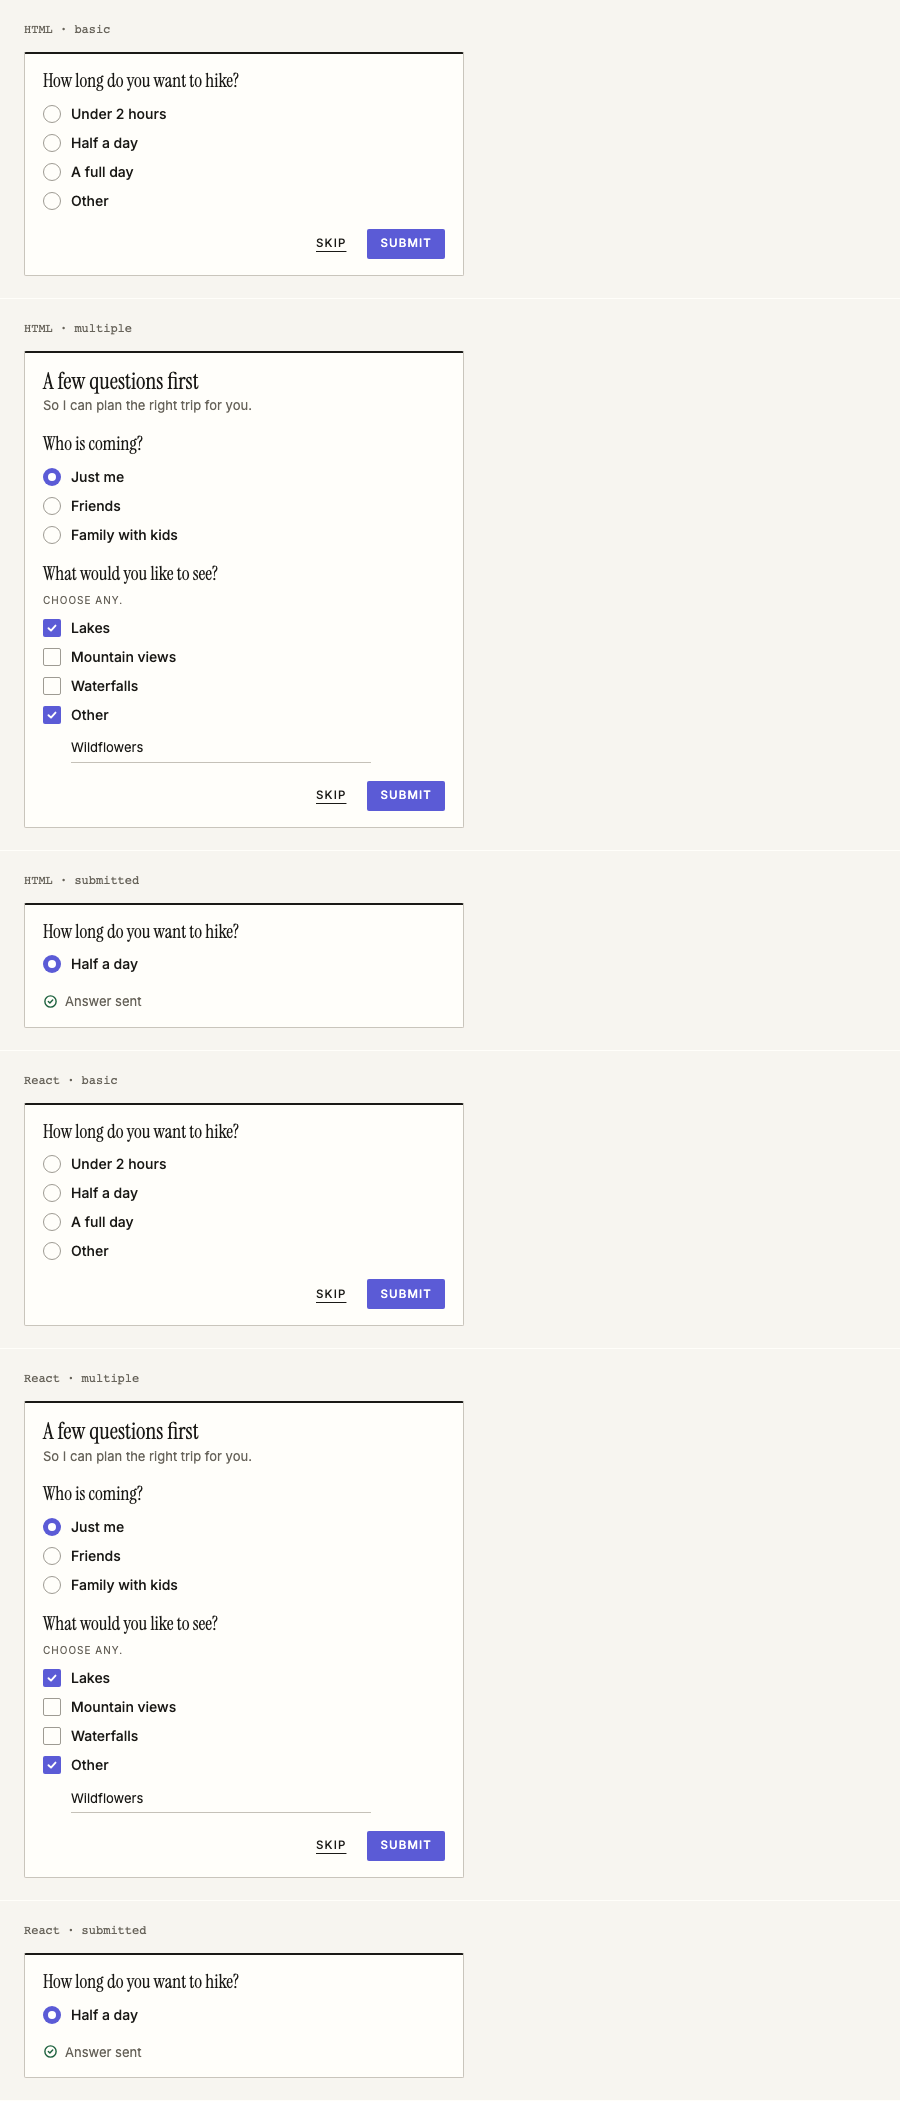 HTML · basic
How long do you want to hike?
Under 2 hours
Half a day
A full day
Other
SKIP SUBMIT
HTML · multiple
A few questions first
So I can plan the right trip for you.
Who is coming?
Just me
Friends
Family with kids
What would you like to see?
CHOOSE ANY.
Lakes
Mountain views
Waterfalls
Other
Wildflowers
SKIP SUBMIT
HTML · submitted
How long do you want to hike?
Half a day
Answer sent
React · basic
How long do you want to hike?
Under 2 hours
Half a day
A full day
Other
SKIP SUBMIT
React · multiple
A few questions first
So I can plan the right trip for you.
Who is coming?
Just me
Friends
Family with kids
What would you like to see?
CHOOSE ANY.
Lakes
Mountain views
Waterfalls
Other
Wildflowers
SKIP SUBMIT
React · submitted
How long do you want to hike?
Half a day
Answer sent